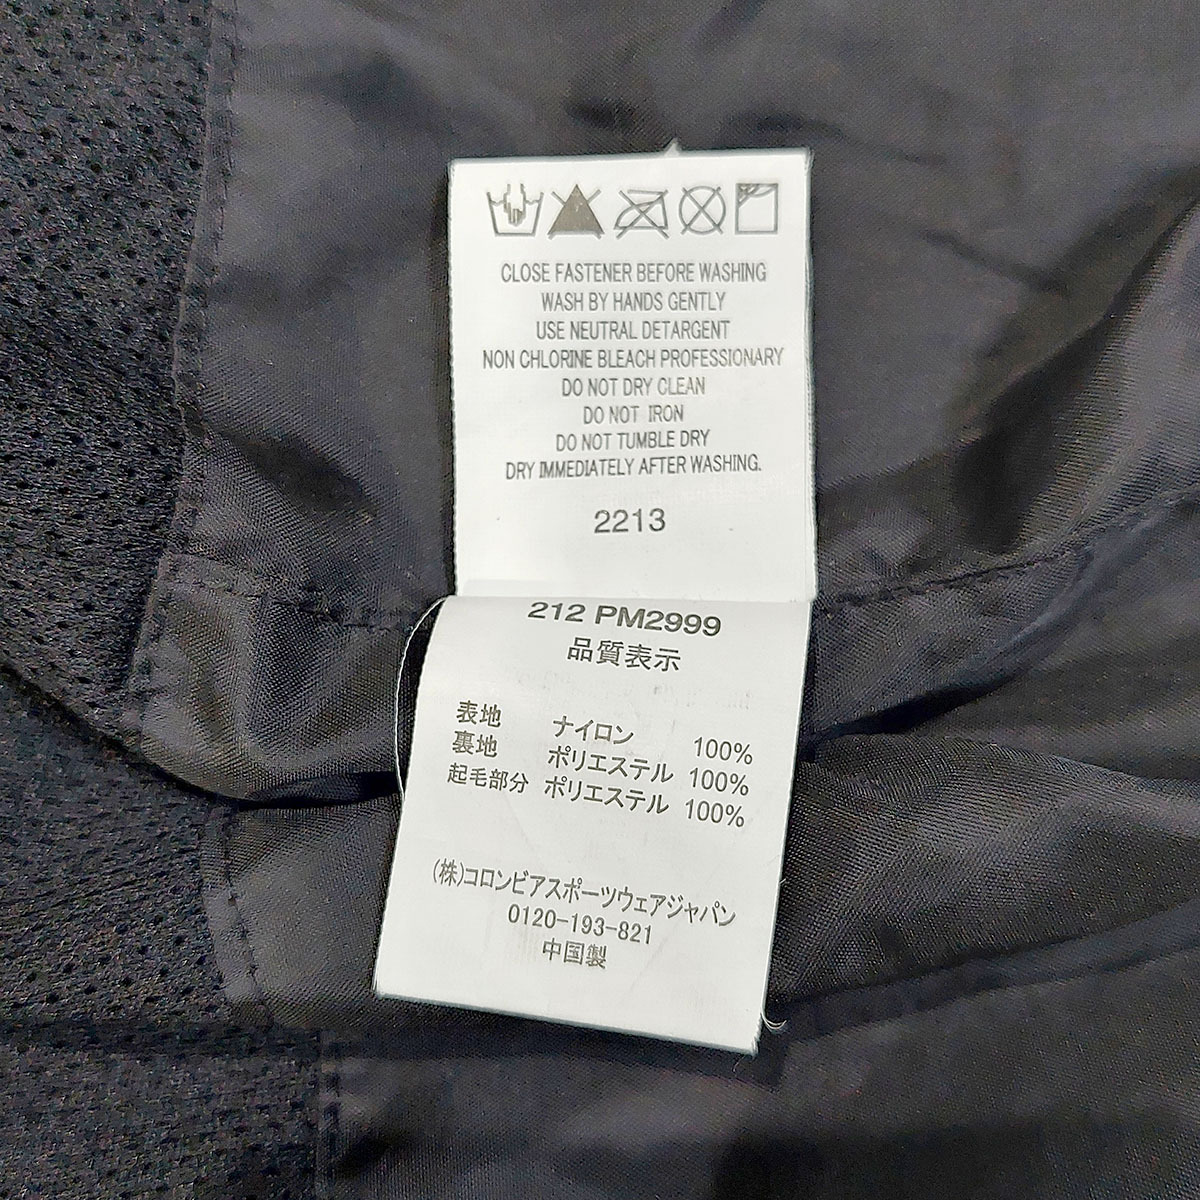 CLOSE FASTENER BEFORE WASHING
WASH BY HANDS GENTLY
USE NEUTRAL DETARGENT
NON CHLORINE BLEACH PROFESSIONARY
DO NOT DRY CLEAN
DO NOT IRON
DO NOT TUMBLE DRY
DRY IMMEDIATELY AFTER WASHING.
2213
212 PM2999
品質表示
表地 ナイロン 100%
裏地 ポリエステル 100%
起毛部分 ポリエステル 100%
(株)コロンビアスポーツウェアジャパン
0120-193-821
中国製